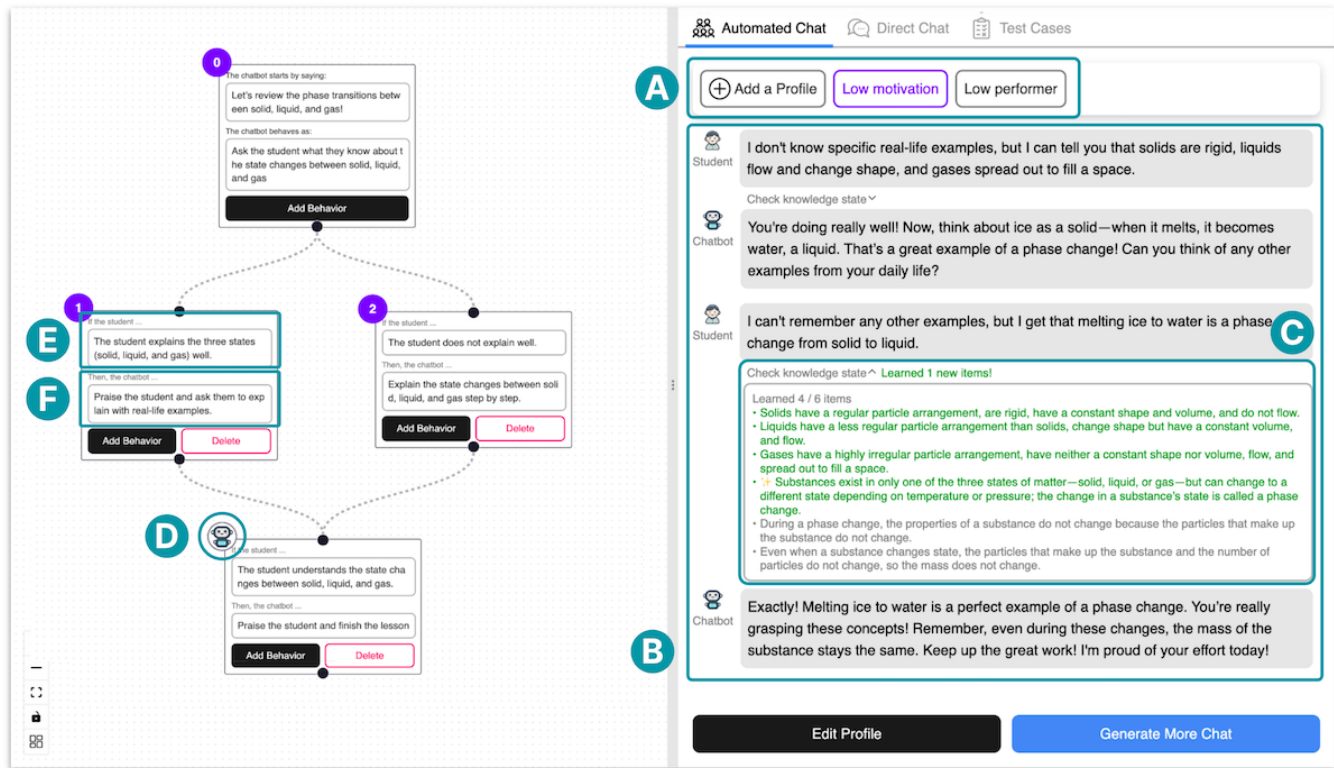 0
The chatbot starts by saying:
Let's review the phase transitions betw
een solid, liquid, and gas!
The chatbot behaves as:
Ask the student what they know about t
he state changes between solid, liquid,
and gas
Add Behavior
1
If the student ...
The student explains the three states
(solid, liquid, and gas) well.
E
Then, the chatbot ...
Praise the student and ask them to exp
lain with real-life examples.
F
Add Behavior
Delete
2
If the student ...
The student does not explain well.
Then, the chatbot ...
Explain the state changes between soli
d, liquid, and gas step by step.
Add Behavior
Delete
D
If the student ...
The student understands the state cha
nges between solid, liquid, and gas.
Then, the chatbot ...
Praise the student and finish the lesson
Add Behavior
Delete
Automated Chat
Direct Chat
Test Cases
A
Add a Profile
Low motivation
Low performer
Student
I don't know specific real-life examples, but I can tell you that solids are rigid, liquids
flow and change shape, and gases spread out to fill a space.
Check knowledge state
Chatbot
You're doing really well! Now, think about ice as a solid—when it melts, it becomes
water, a liquid. That's a great example of a phase change! Can you think of any other
examples from your daily life?
Student
I can't remember any other examples, but I get that melting ice to water is a phase
change from solid to liquid.
C
Check knowledge state Learned 1 new items!
Learned 4 / 6 items
• Solids have a regular particle arrangement, are rigid, have a constant shape and volume, and do not flow.
• Liquids have a less regular particle arrangement than solids, change shape but have a constant volume,
and flow.
• Gases have a highly irregular particle arrangement, have neither a constant shape nor volume, flow, and
spread out to fill a space.
• ✨ Substances exist in only one of the three states of matter—solid, liquid, or gas—but can change to a
different state depending on temperature or pressure; the change in a substance's state is called a phase
change.
• During a phase change, the properties of a substance do not change because the particles that make up
the substance do not change.
• Even when a substance changes state, the particles that make up the substance and the number of
particles do not change, so the mass does not change.
B
Chatbot
Exactly! Melting ice to water is a perfect example of a phase change. You're really
grasping these concepts! Remember, even during these changes, the mass of the
substance stays the same. Keep up the great work! I'm proud of your effort today!
Edit Profile
Generate More Chat